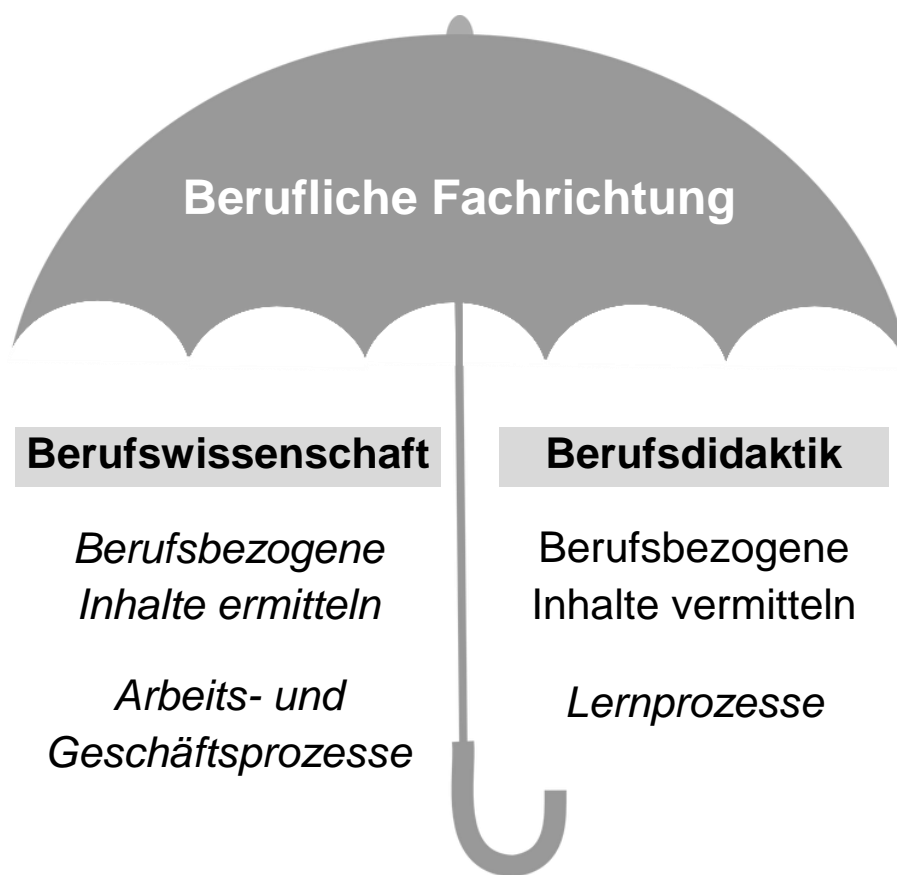 Berufliche Fachrichtung
Berufswissenschaft
Berufsbezogene
Inhalte ermitteln
Arbeits- und
Geschäftsprozesse
Berufsdidaktik
Berufsbezogene
Inhalte vermitteln
Lernprozesse